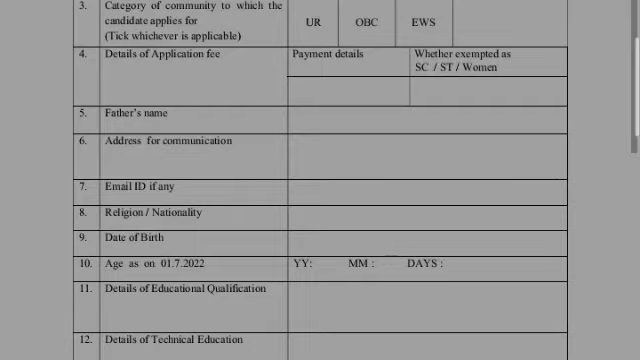 3. Category of community to which the
candidate applies for
(Tick whichever is applicable)
UR OBC EWS
4. Details of Application fee
Payment details
Whether exempted as
SC / ST / Women
5. Father's name
6. Address for communication
7. Email ID if any
8. Religion / Nationality
9. Date of Birth
10. Age as on 01.7.2022 YY: MM : DAYS :
11. Details of Educational Qualification
12. Details of Technical Education